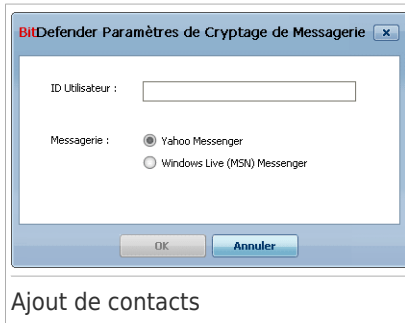 BitDefender Paramètres de Cryptage de Messagerie x
ID Utilisateur :
Messagerie : Yahoo Messenger
Windows Live (MSN) Messenger
OK Annuler
Ajout de contacts